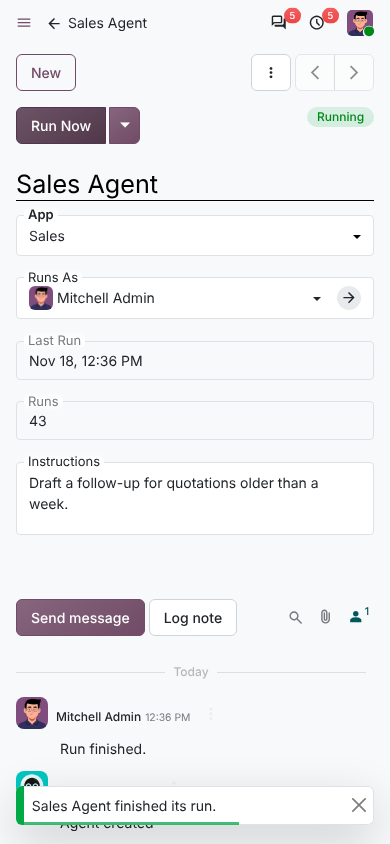 Sales Agent
5
5
New
Run Now
Running
Sales Agent
App
Sales
Runs As
Mitchell Admin
Last Run
Nov 18, 12:36 PM
Runs
43
Instructions
Draft a follow-up for quotations older than a
week.
Send message
Log note
1
Today
Mitchell Admin 12:36 PM
Run finished.
Sales Agent finished its run.
Agent created